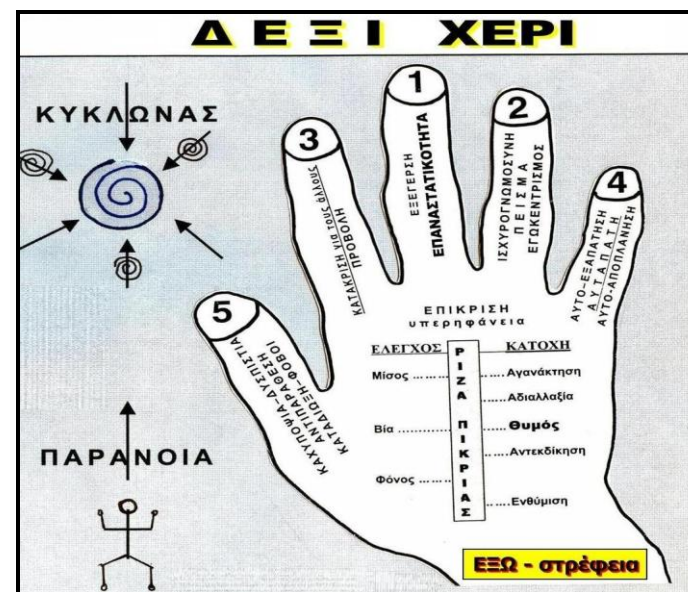 ΔΕΞΙ ΧΕΡΙ
ΚΥΚΛΩΝΑΣ
ΠΑΡΑΝΟΙΑ
1
ΕΞΕΓΕΡΣΗ
ΕΠΑΝΑΣΤΑΤΙΚΟΤΗΤΑ
2
ΙΣΧΥΡΟΓΝΩΜΟΣΥΝΗ
ΠΕΙΣΜΑ
ΕΓΩΚΕΝΤΡΙΣΜΟΣ
3
ΚΑΤΑΚΡΙΣΗ για τους άλλους
ΠΡΟΒΟΛΗ
4
ΑΥΤΟ-ΕΞΑΠΑΤΗΣΗ
ΑΥΤΑΠΑΤΗ
ΑΥΤΟ-ΑΠΟΠΛΑΝΗΣΗ
5
ΚΑΧΥΠΟΨΙΑ-ΔΥΣΠΙΣΤΙΑ
ΑΝΤΙΠΑΡΑΘΕΣΗ
ΚΑΤΑΔΙΩΞΗ-ΦΟΒΟΙ
ΕΠΙΚΡΙΣΗ
υπερηφάνεια
ΕΛΕΓΧΟΣ
Μίσος ......
Βία ............
Φόνος ......
ΡΙΖΑ ΠΙΚΡΙΑΣ
ΚΑΤΟΧΗ
......Αγανάκτηση
......Αδιαλλαξία
......Θυμός
......Αντεκδίκηση
......Ενθύμιση
ΕΞΩ - στρέφεια